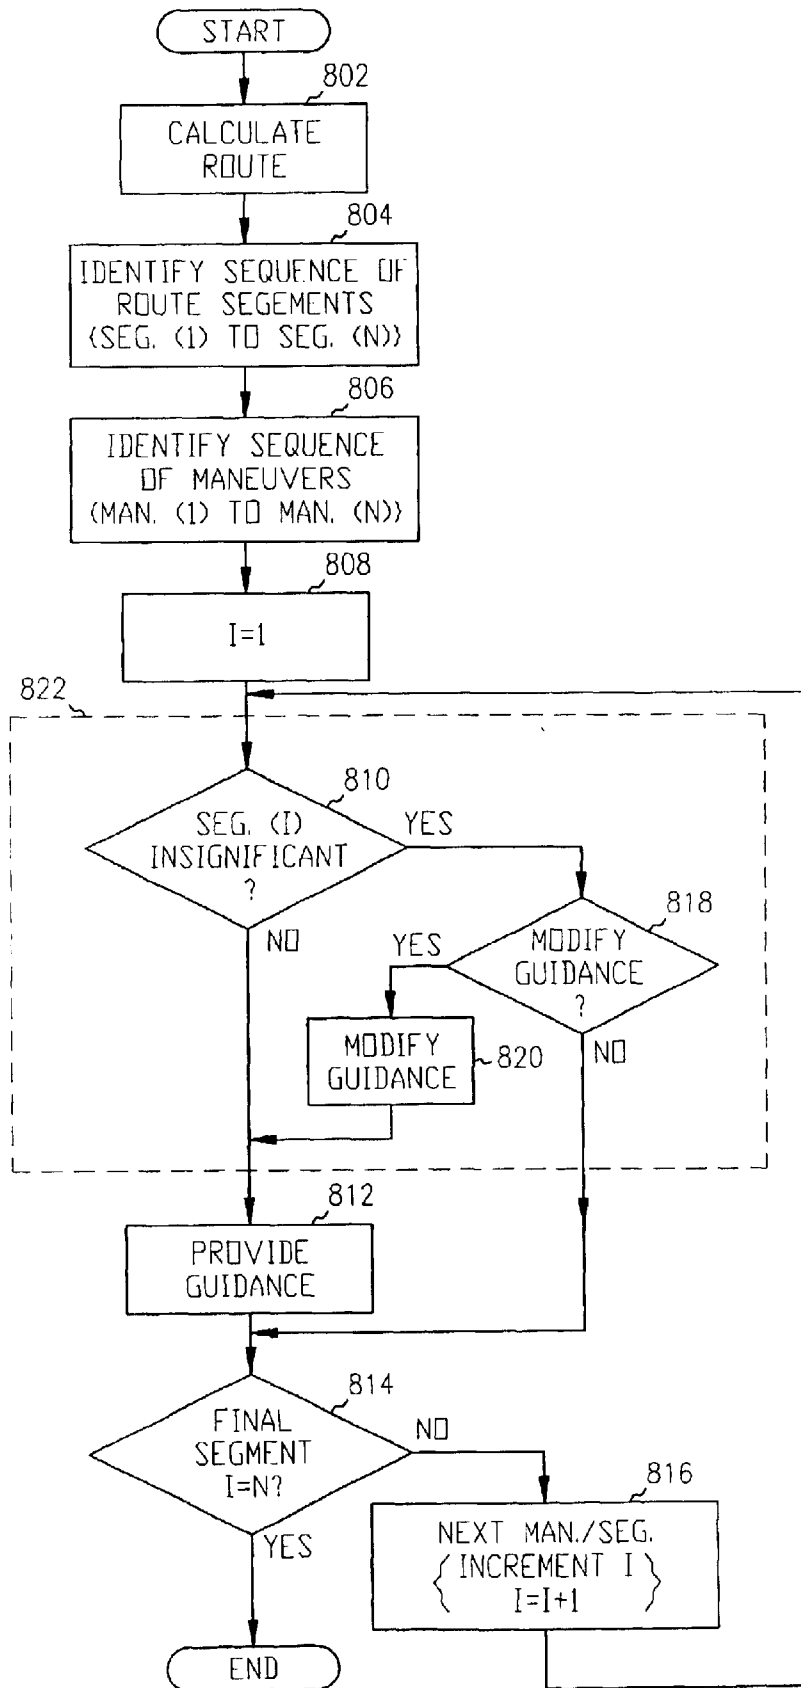 START
802
CALCULATE
ROUTE
804
IDENTIFY SEQUENCE OF
ROUTE SEGEMENTS
{SEG. (1) TO SEG. (N)}
806
IDENTIFY SEQUENCE
OF MANEUVERS
{MAN. (1) TO MAN. (N)}
808
I=1
822
810
SEG. (I)
INSIGNIFICANT
?
YES
NO
818
MODIFY
GUIDANCE
?
YES
NO
MODIFY
GUIDANCE
820
812
PROVIDE
GUIDANCE
814
FINAL
SEGMENT
I=N?
NO
YES
816
NEXT MAN./SEG.
{INCREMENT I
I=I+1}
END